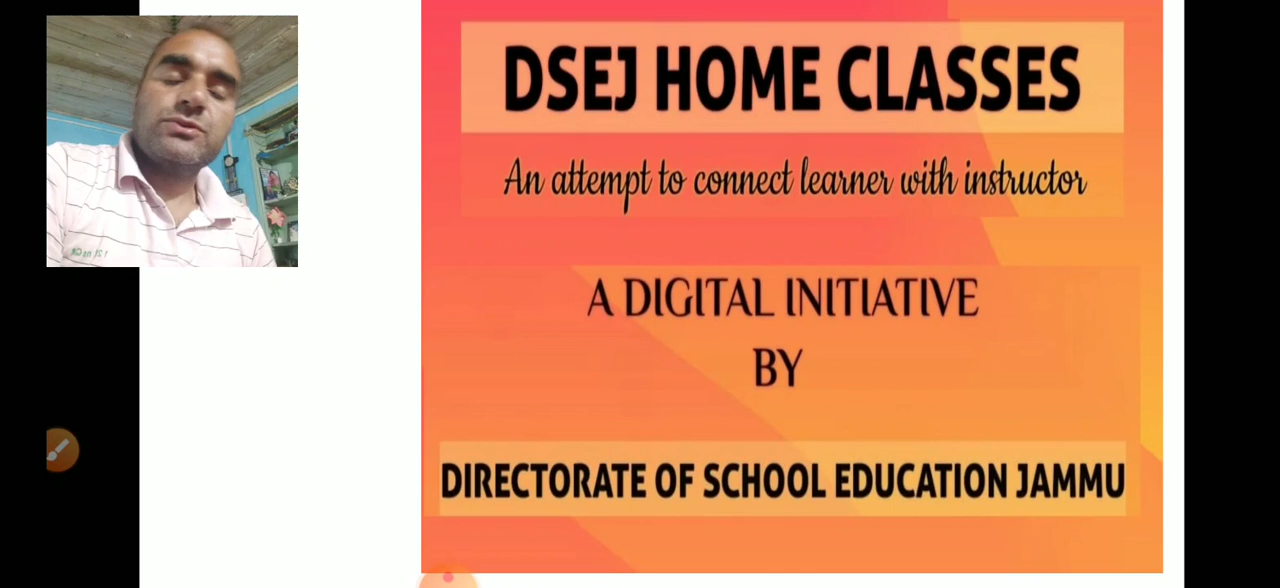 DSEJ HOME CLASSES
An attempt to connect learner with instructor
A DIGITAL INITIATIVE
BY
DIRECTORATE OF SCHOOL EDUCATION JAMMU